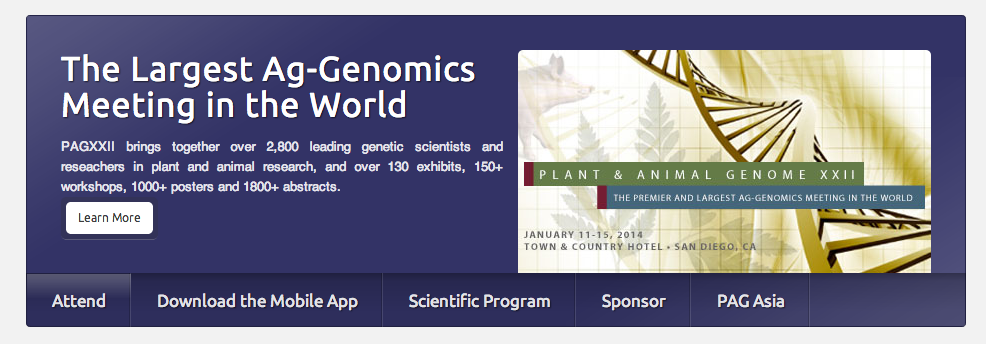 The Largest Ag-Genomics
Meeting in the World
PAGXXII brings together over 2,800 leading genetic scientists and
reseachers in plant and animal research, and over 130 exhibits, 150+
workshops, 1000+ posters and 1800+ abstracts.
Learn More
PLANT & ANIMAL GENOME XXII
THE PREMIER AND LARGEST AG-GENOMICS MEETING IN THE WORLD
JANUARY 11-15, 2014
TOWN & COUNTRY HOTEL • SAN DIEGO, CA
Attend
Download the Mobile App
Scientific Program
Sponsor
PAG Asia